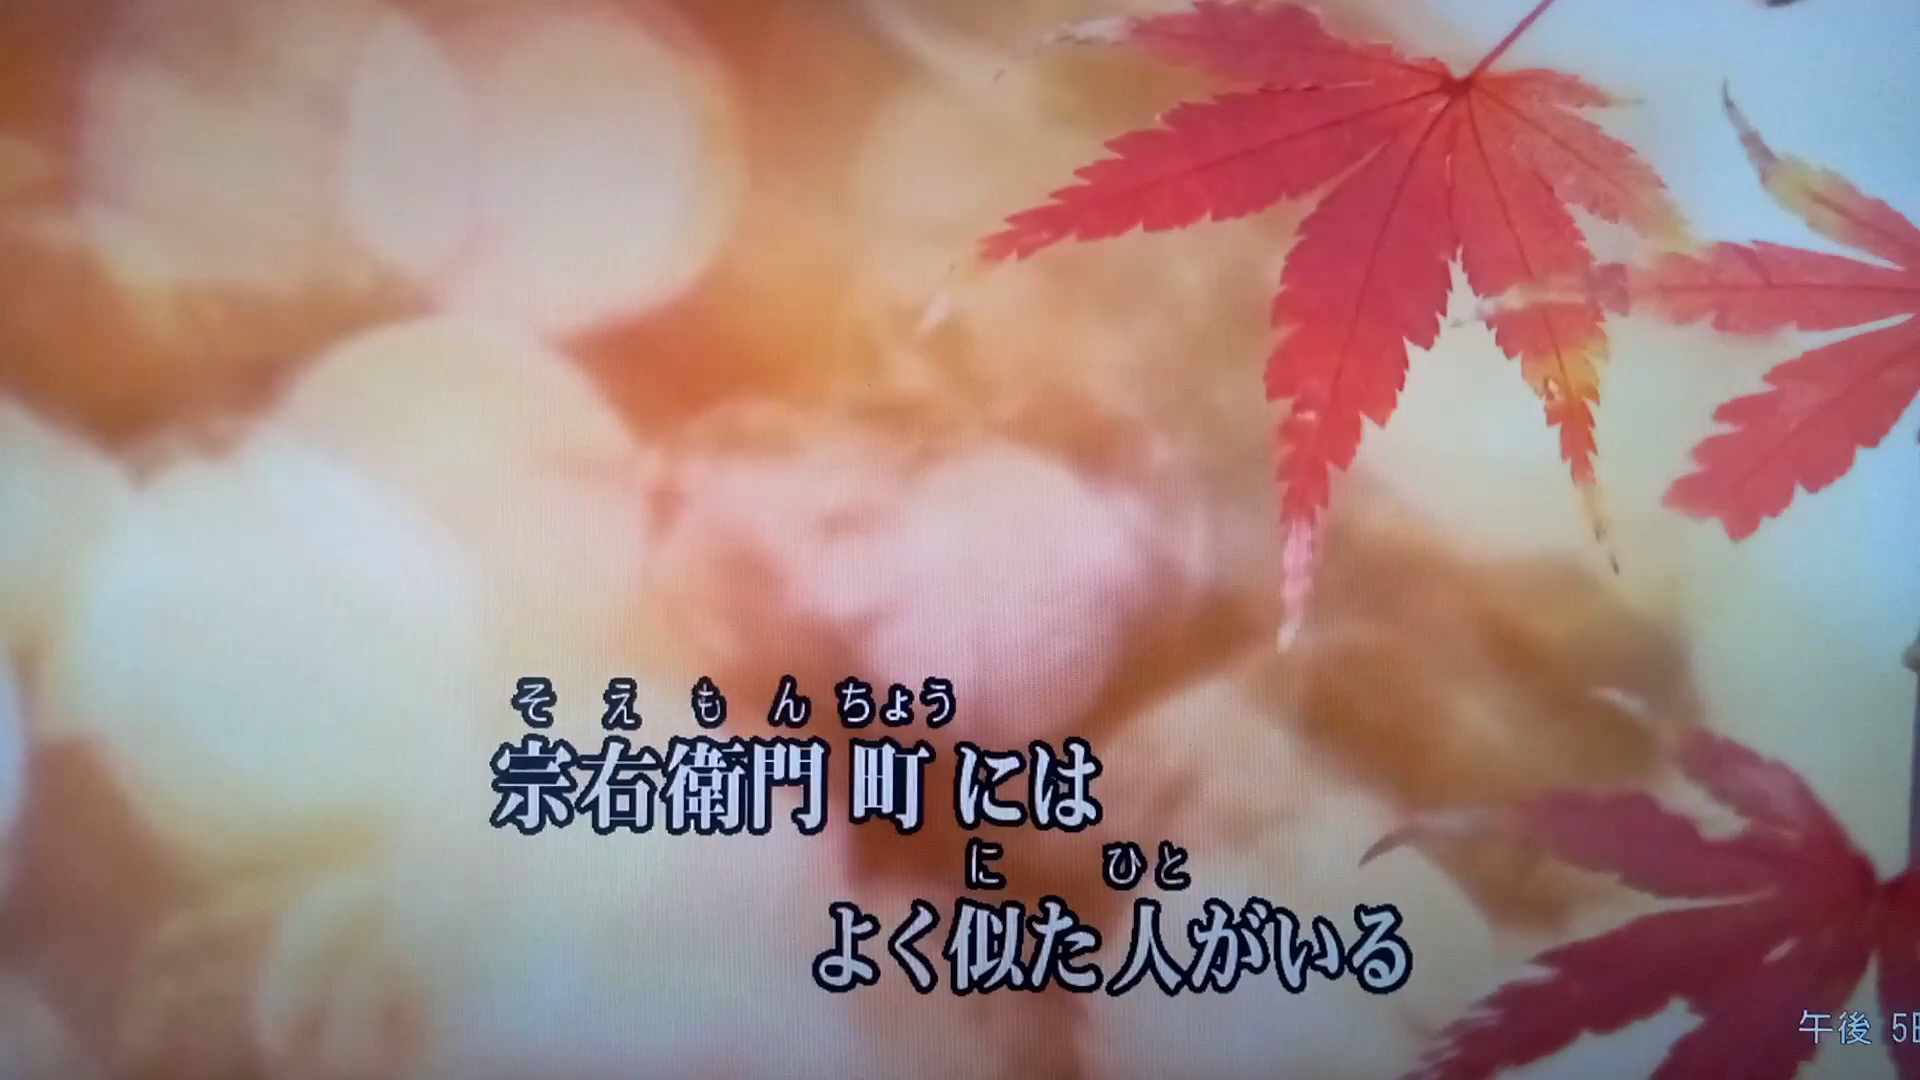 そえもんちょう
宗右衛門町には
に ひと
よく似た人がいる
午後 5